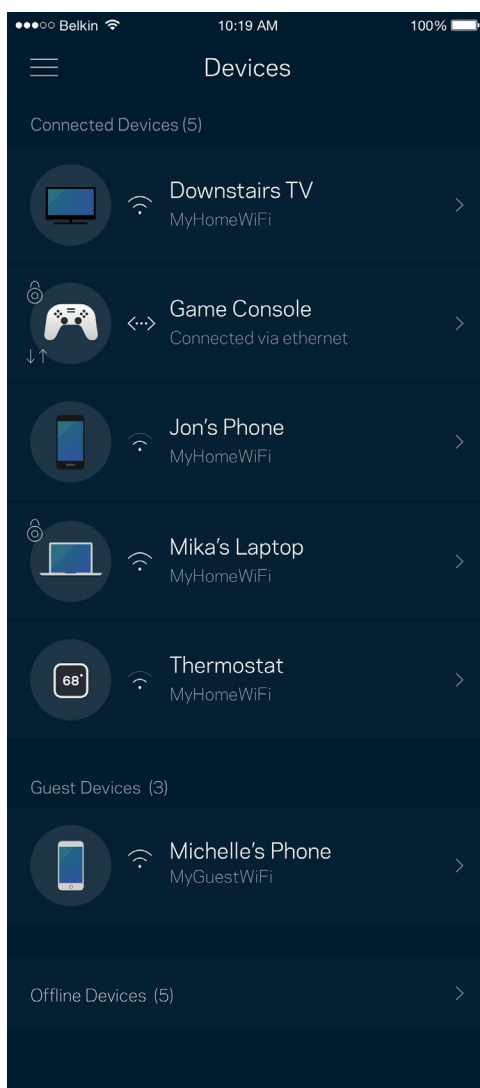 Belkin 10:19 AM 100%
Devices
Connected Devices (5)
Downstairs TV
MyHomeWiFi
Game Console
Connected via ethernet
Jon's Phone
MyHomeWiFi
Mika's Laptop
MyHomeWiFi
68°
Thermostat
MyHomeWiFi
Guest Devices (3)
Michelle's Phone
MyGuestWiFi
Offline Devices (5)